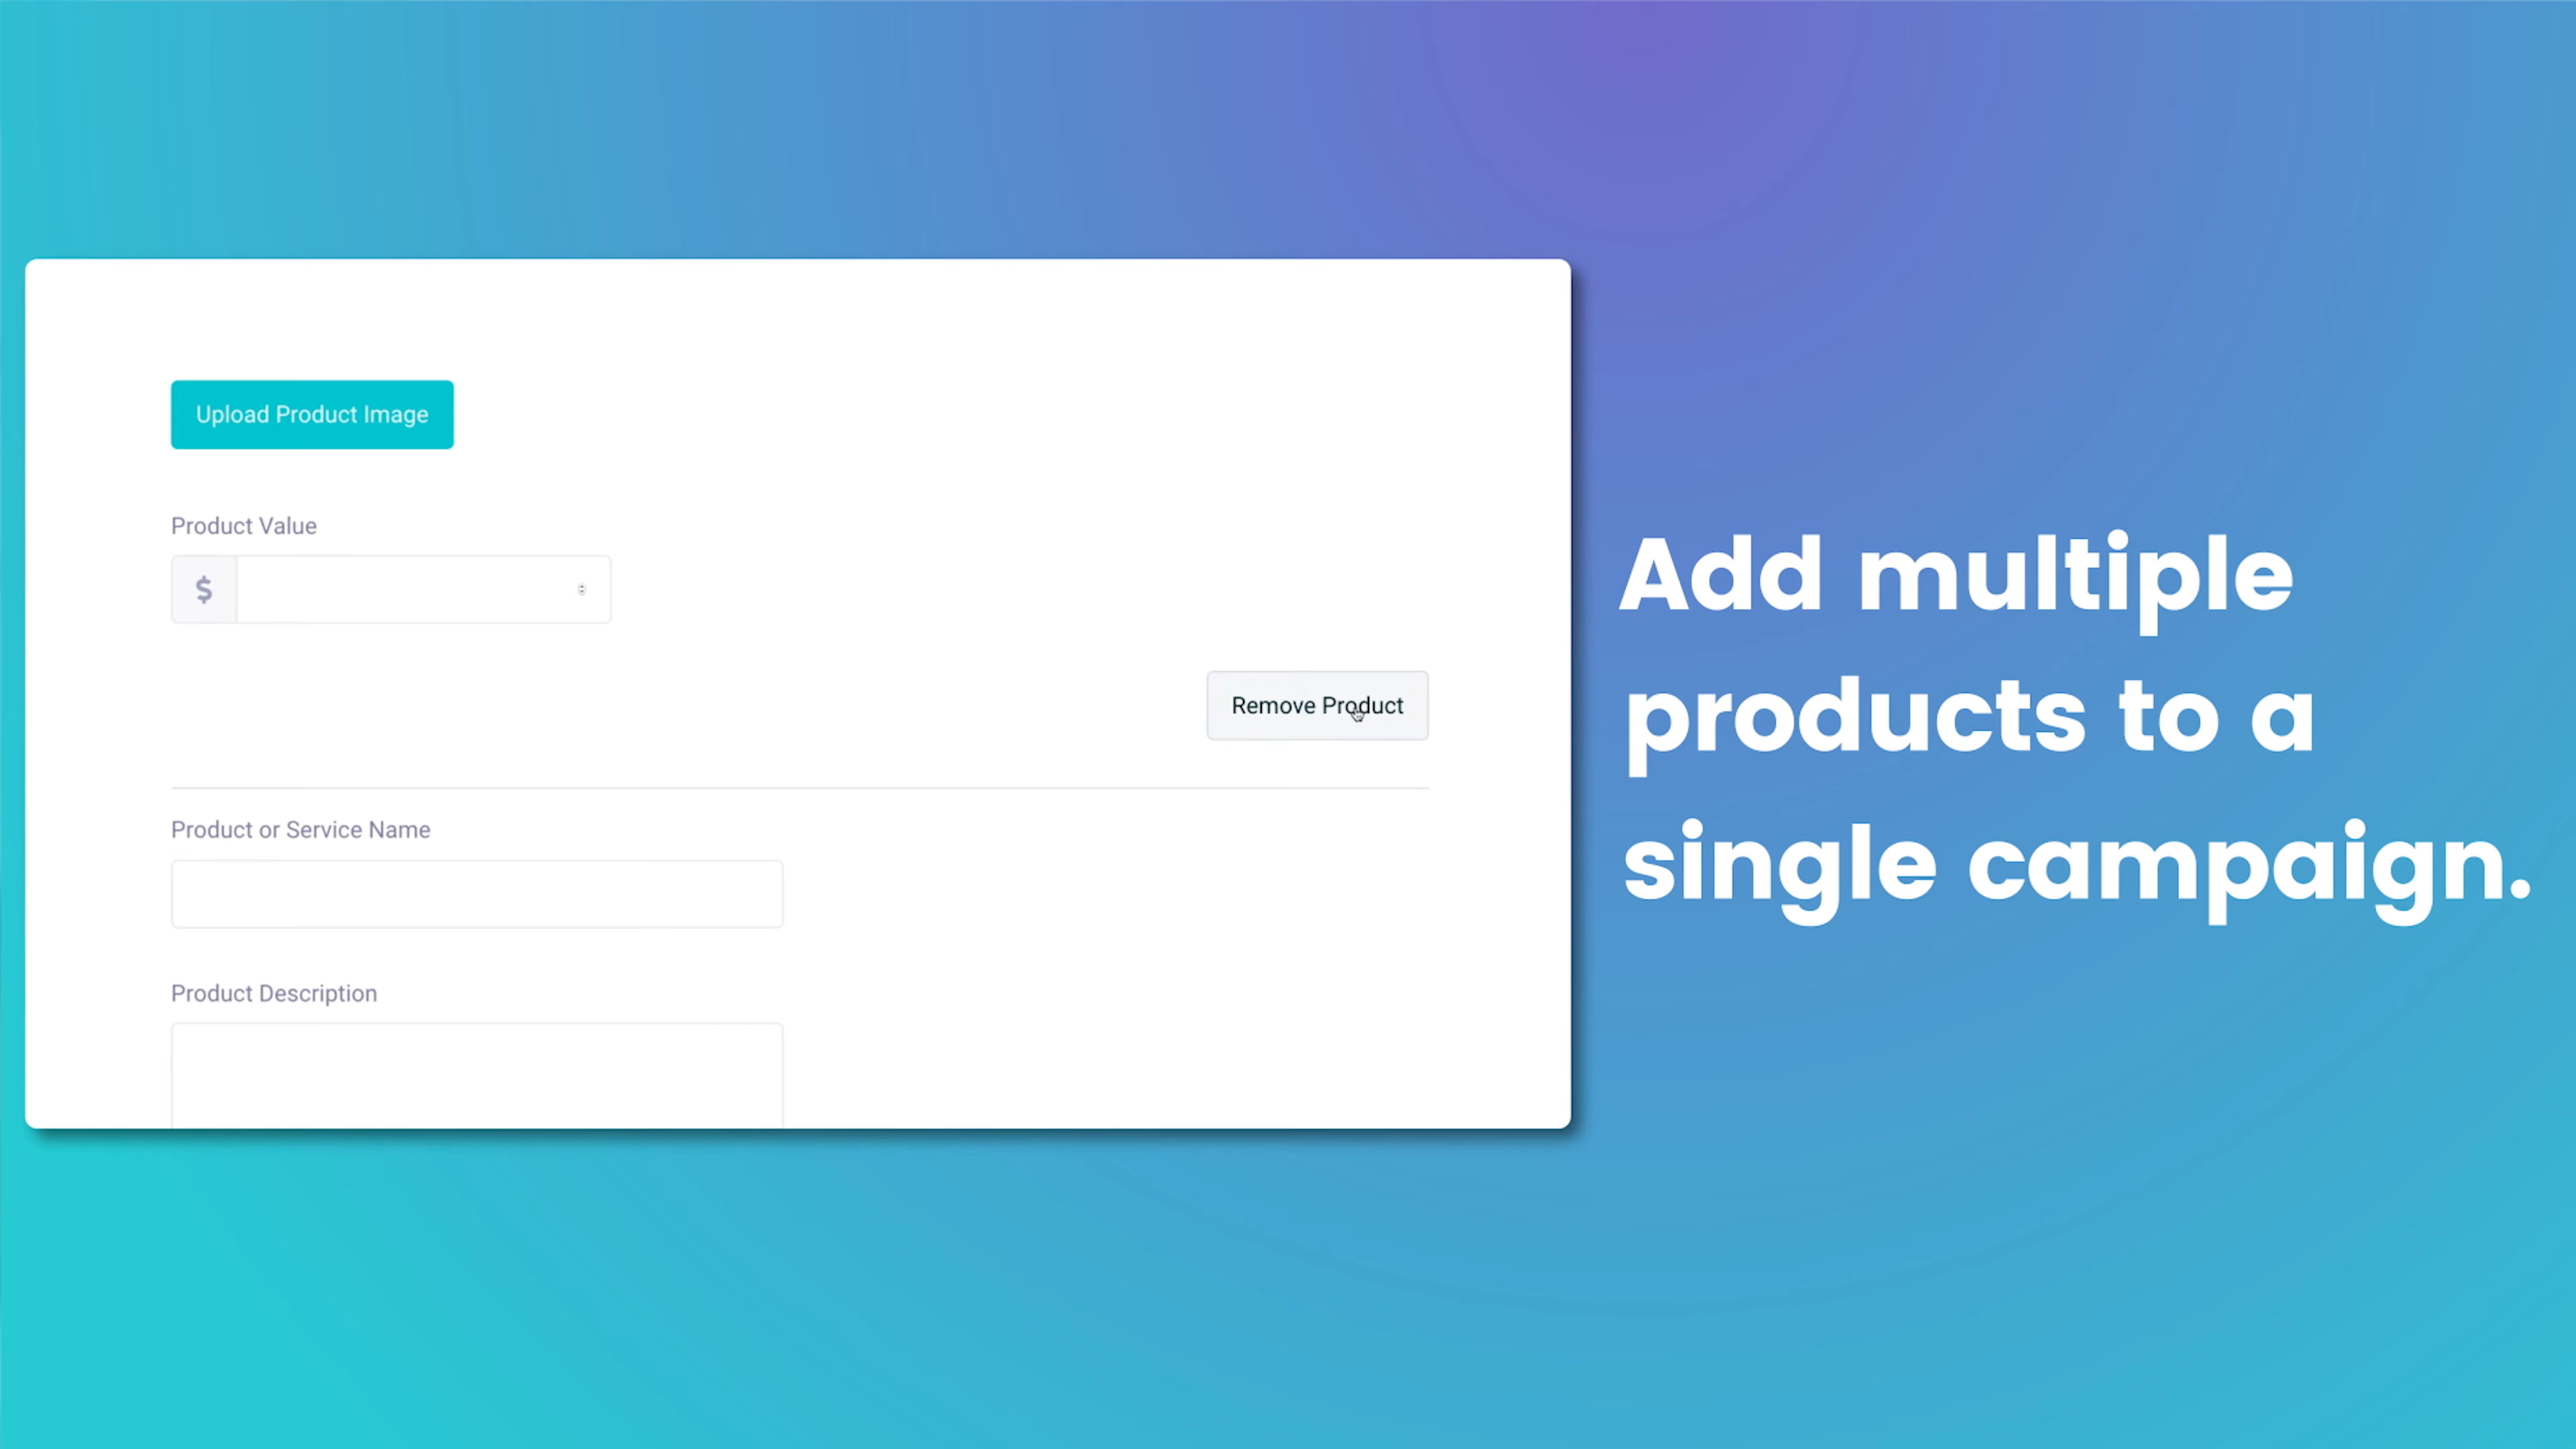 Upload Product Image
Product Value
$
Remove Product
Product or Service Name
Product Description
Add multiple
products to a
single campaign.